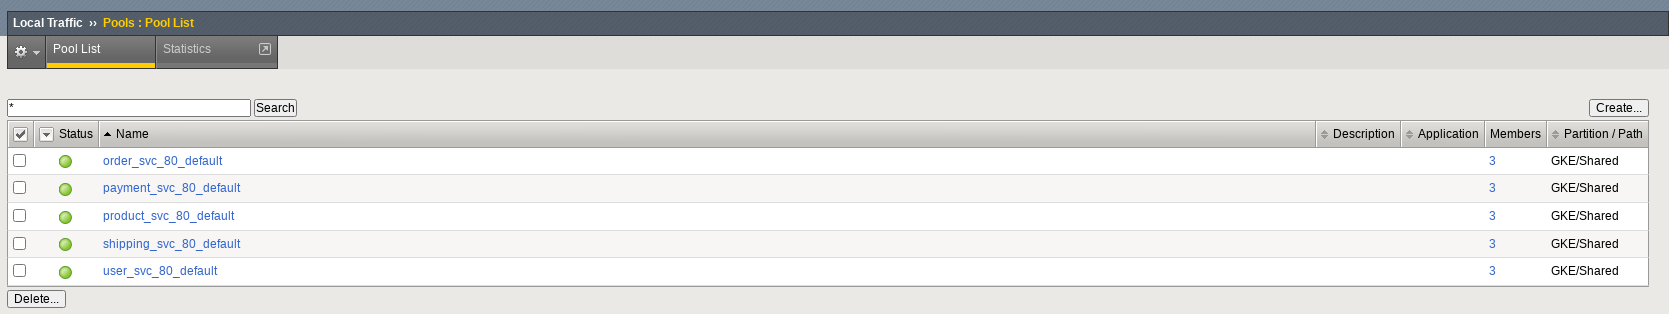 Local Traffic ›› Pools : Pool List
Pool List Statistics
* Search Create...
Status Name Description Application Members Partition / Path
order_svc_80_default 3 GKE/Shared
payment_svc_80_default 3 GKE/Shared
product_svc_80_default 3 GKE/Shared
shipping_svc_80_default 3 GKE/Shared
user_svc_80_default 3 GKE/Shared
Delete...